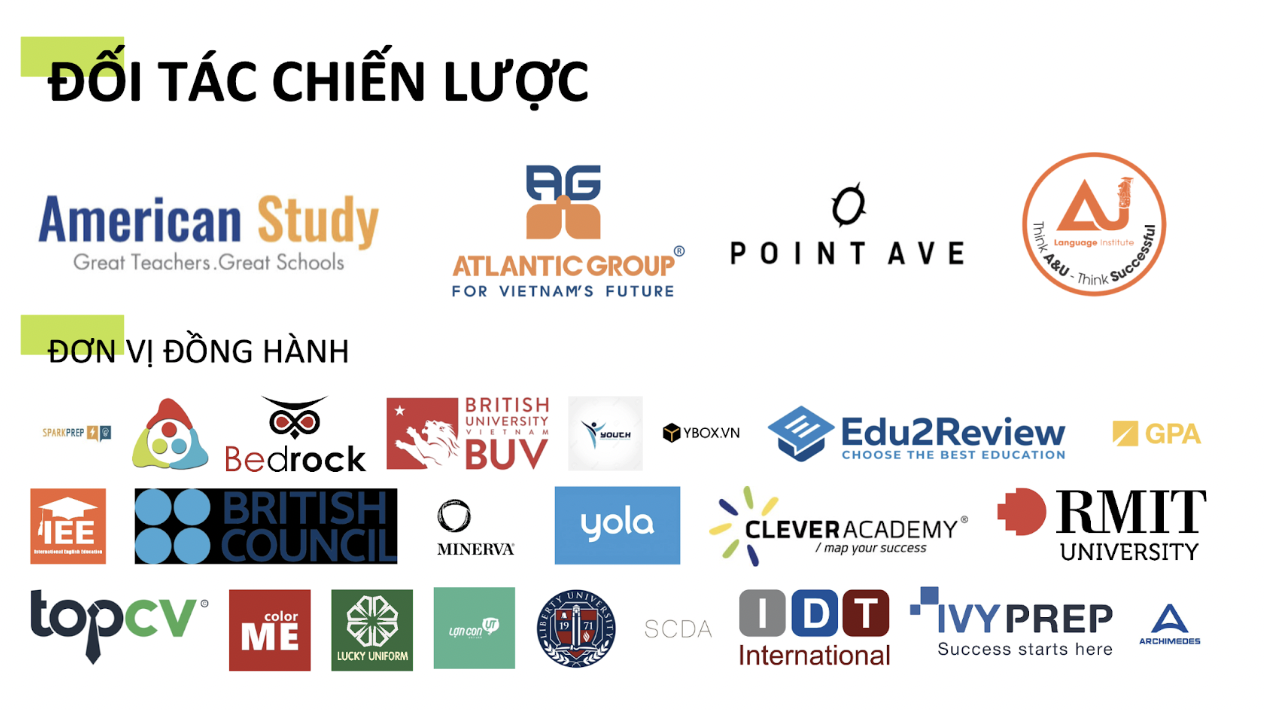 ĐỐI TÁC CHIẾN LƯỢC
American Study
Great Teachers.Great Schools
AG
ATLANTIC GROUP®
FOR VIETNAM'S FUTURE
POINT AVE
AU
Language Institute
Think A&U - Think Successful
ĐƠN VỊ ĐỒNG HÀNH
SPARKPREP
Bedrock
BRITISH
UNIVERSITY
VIETNAM
BUV
YOUTH
YBOX.VN
Edu2Review
CHOOSE THE BEST EDUCATION
GPA
IEE
International English Education
BRITISH
COUNCIL
MINERVA
yola
CLEVERACADEMY®
/ map your success
RMIT
UNIVERSITY
topcv©
color
ME
LUCKY UNIFORM
LIBERTY UNIVERSITY
1971
SCDA
IDT
International
IVYPREP
Success starts here
ARCHIMEDES